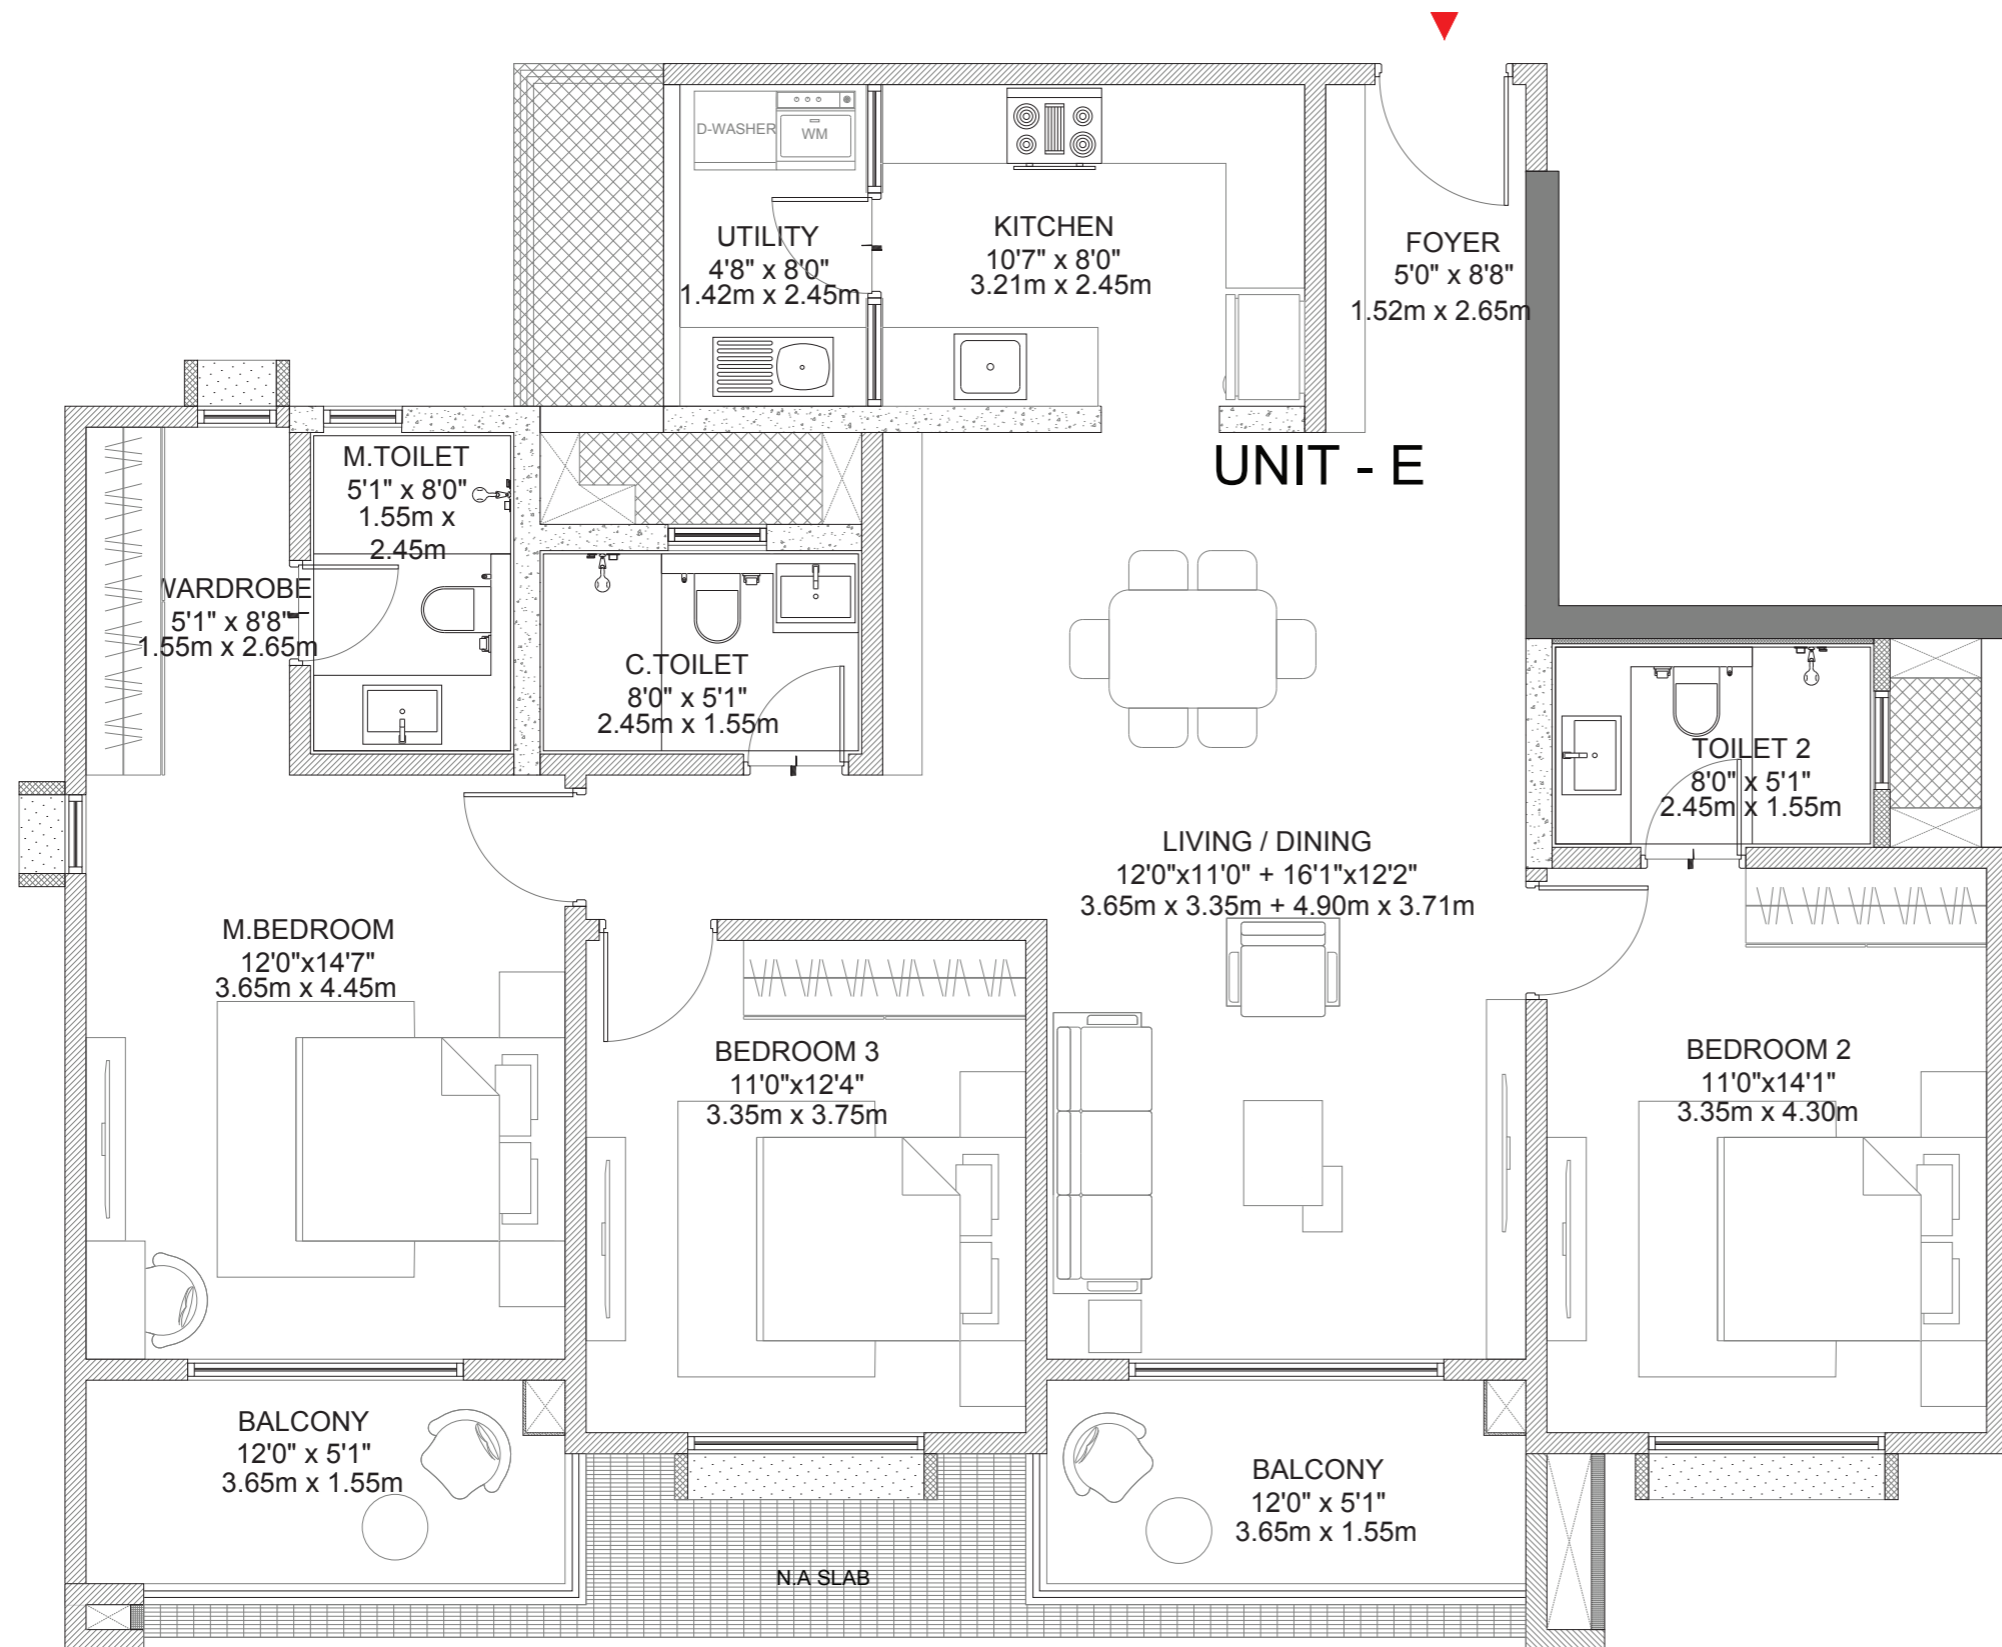 D-WASHER
WM
UTILITY
4'8" x 8'0"
1.42m x 2.45m
KITCHEN
10'7" x 8'0"
3.21m x 2.45m
FOYER
5'0" x 8'8"
1.52m x 2.65m
UNIT - E
M.TOILET
5'1" x 8'0"
1.55m x
2.45m
WARDROBE
5'1" x 8'8"
1.55m x 2.65m
C.TOILET
8'0" x 5'1"
2.45m x 1.55m
TOILET 2
8'0" x 5'1"
2.45m x 1.55m
LIVING / DINING
12'0"x11'0" + 16'1"x12'2"
3.65m x 3.35m + 4.90m x 3.71m
M.BEDROOM
12'0"x14'7"
3.65m x 4.45m
BEDROOM 3
11'0"x12'4"
3.35m x 3.75m
BEDROOM 2
11'0"x14'1"
3.35m x 4.30m
BALCONY
12'0" x 5'1"
3.65m x 1.55m
BALCONY
12'0" x 5'1"
3.65m x 1.55m
N.A SLAB